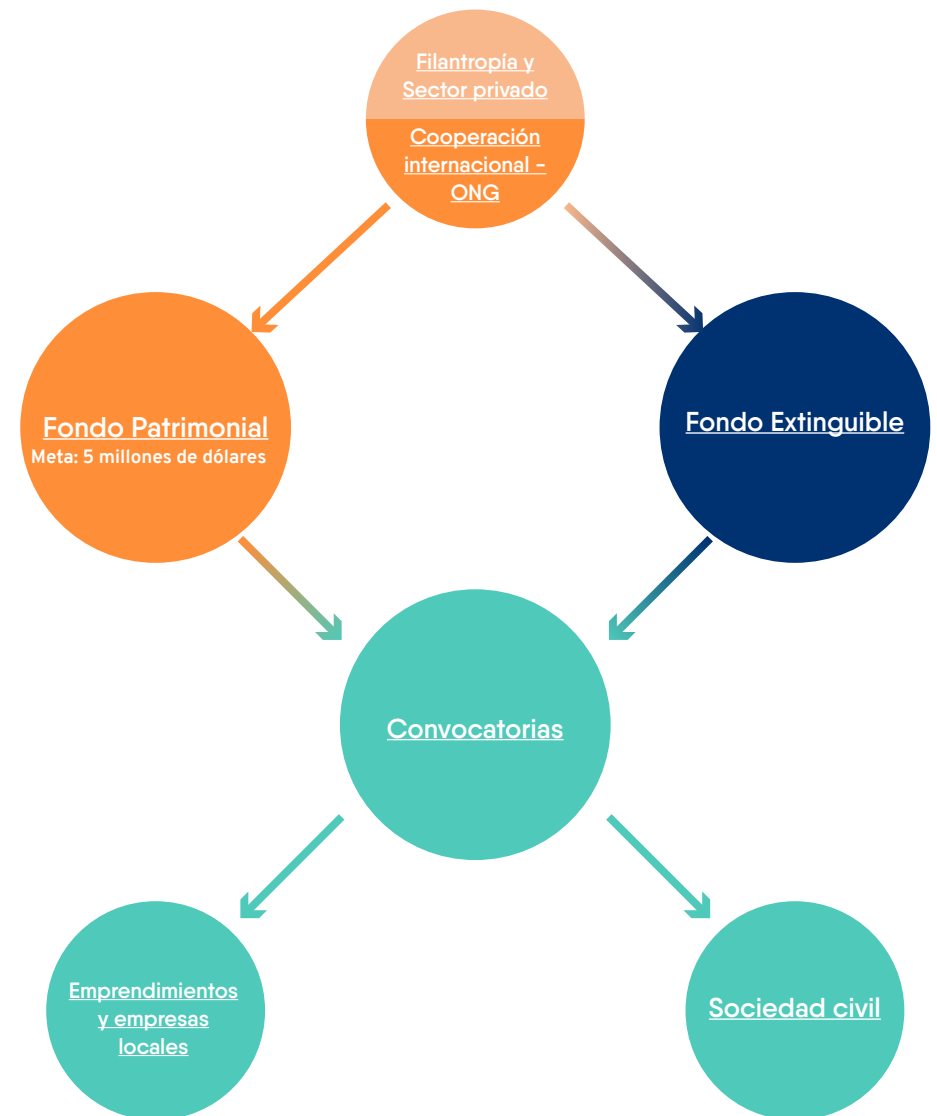 Filantropía y
Sector privado
Cooperación
internacional -
ONG
Fondo Patrimonial
Meta: 5 millones de dólares
Fondo Extinguible
Convocatorias
Emprendimientos
y empresas
locales
Sociedad civil